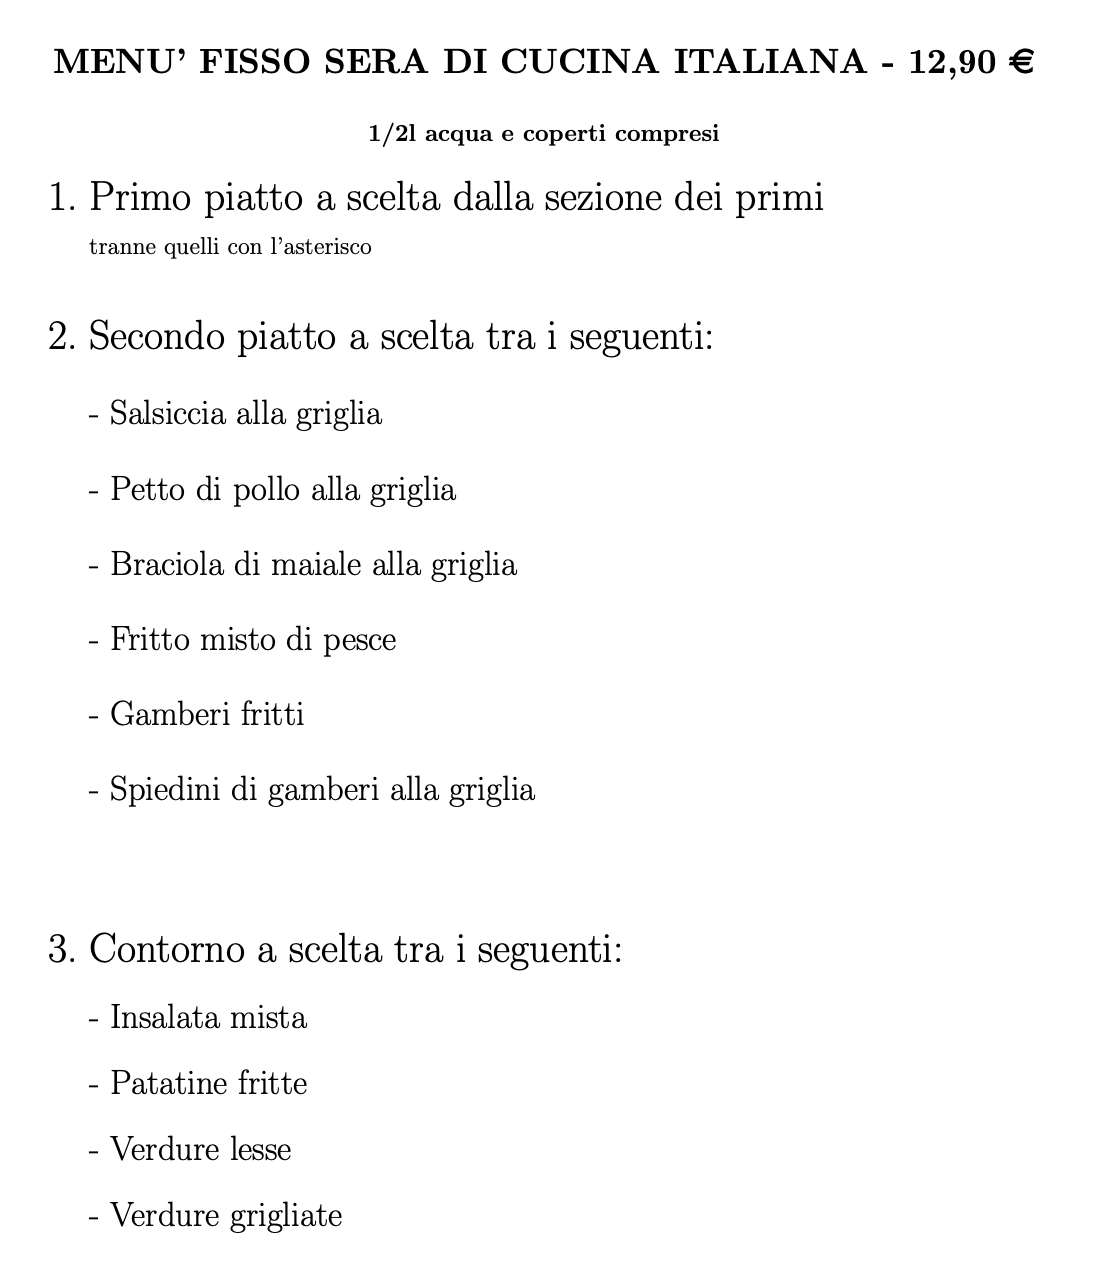 MENU’ FISSO SERA DI CUCINA ITALIANA - 12,90 €
1/2l acqua e coperti compresi
1. Primo piatto a scelta dalla sezione dei primi
tranne quelli con l’asterisco
2. Secondo piatto a scelta tra i seguenti:
- Salsiccia alla griglia
- Petto di pollo alla griglia
- Braciola di maiale alla griglia
- Fritto misto di pesce
- Gamberi fritti
- Spiedini di gamberi alla griglia
3. Contorno a scelta tra i seguenti:
- Insalata mista
- Patatine fritte
- Verdure lesse
- Verdure grigliate